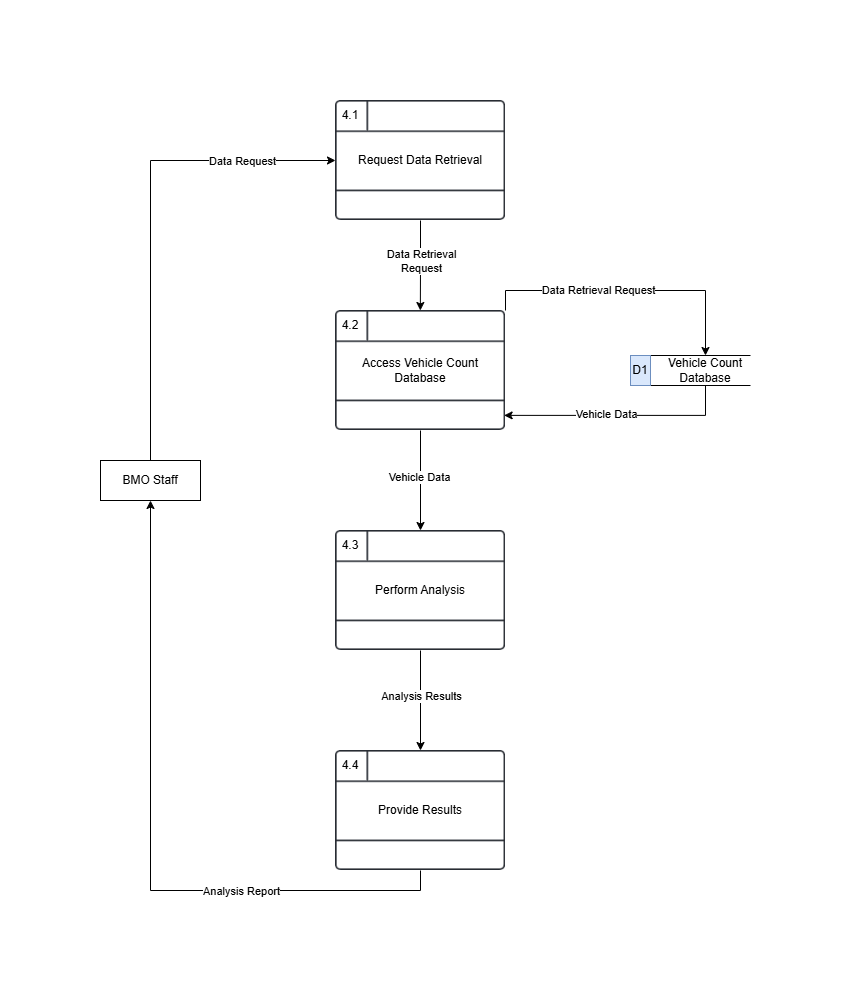 4.1
Data Request
Request Data Retrieval
Data Retrieval
Request
Data Retrieval Request
4.2
Access Vehicle Count
Database
D1
Vehicle Count
Database
Vehicle Data
Vehicle Data
BMO Staff
4.3
Perform Analysis
Analysis Results
4.4
Provide Results
Analysis Report